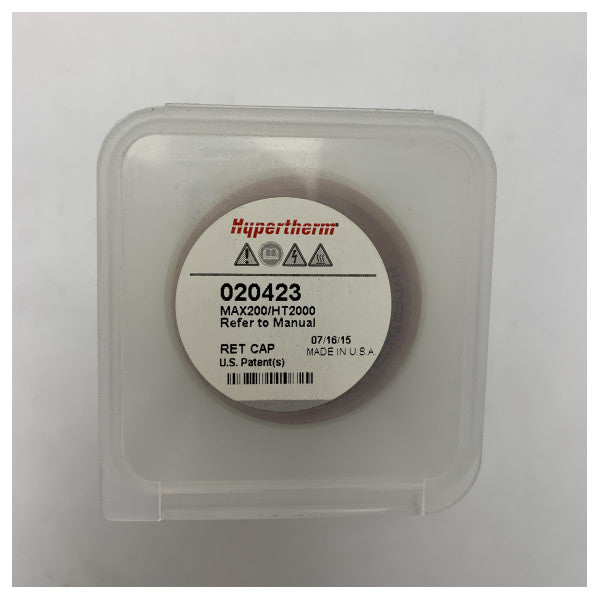 Hypertherm®
020423
MAX200/HT2000
Refer to Manual
07/16/15
RET CAP
MADE IN U.S.A.
U.S. Patent(s)